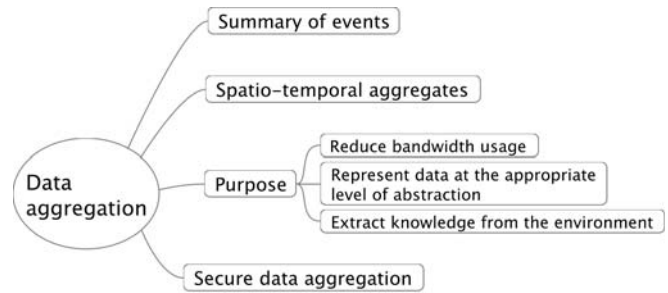 Summary of events
Spatio-temporal aggregates
Data
aggregation
Purpose
Reduce bandwidth usage
Represent data at the appropriate
level of abstraction
Extract knowledge from the environment
Secure data aggregation